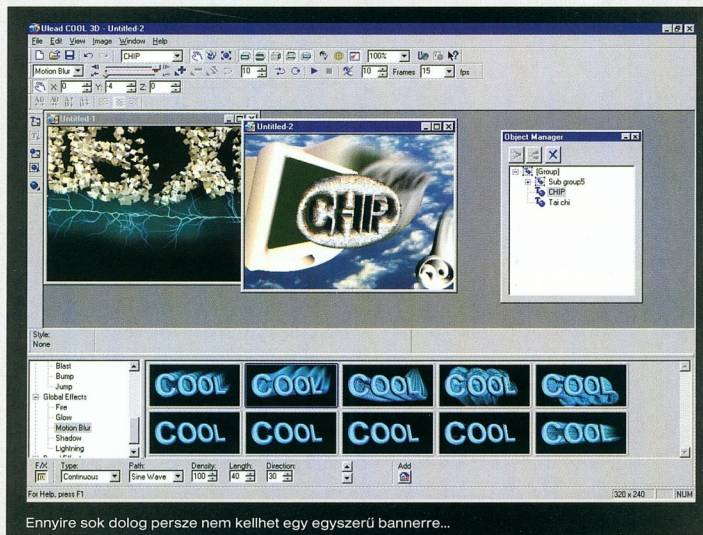 Ulead COOL 3D - Untitled-2
File Edit View Image Window Help
CHIP 100%
Motion Blur 10 10 Frames 15 fps
X: 0 Y: -4 Z: 0
Untitled-1
Untitled-2
CHIP
Object Manager
[Group]
Sub group5
CHIP
Tai chi
Style:
None
Blast
Bump
Jump
Global Effects
Fire
Glow
Motion Blur
Shadow
Lightning
COOL COOL COOL COOL COOL
COOL COOL COOL COOL COOL
F/X Type: Path: Density: Length: Direction: Add
Continuous Sine Wave 100 40 30
For Help, press F1 320 x 240 NUM
Ennyire sok dolog persze nem kellhet egy egyszerű bannerre...